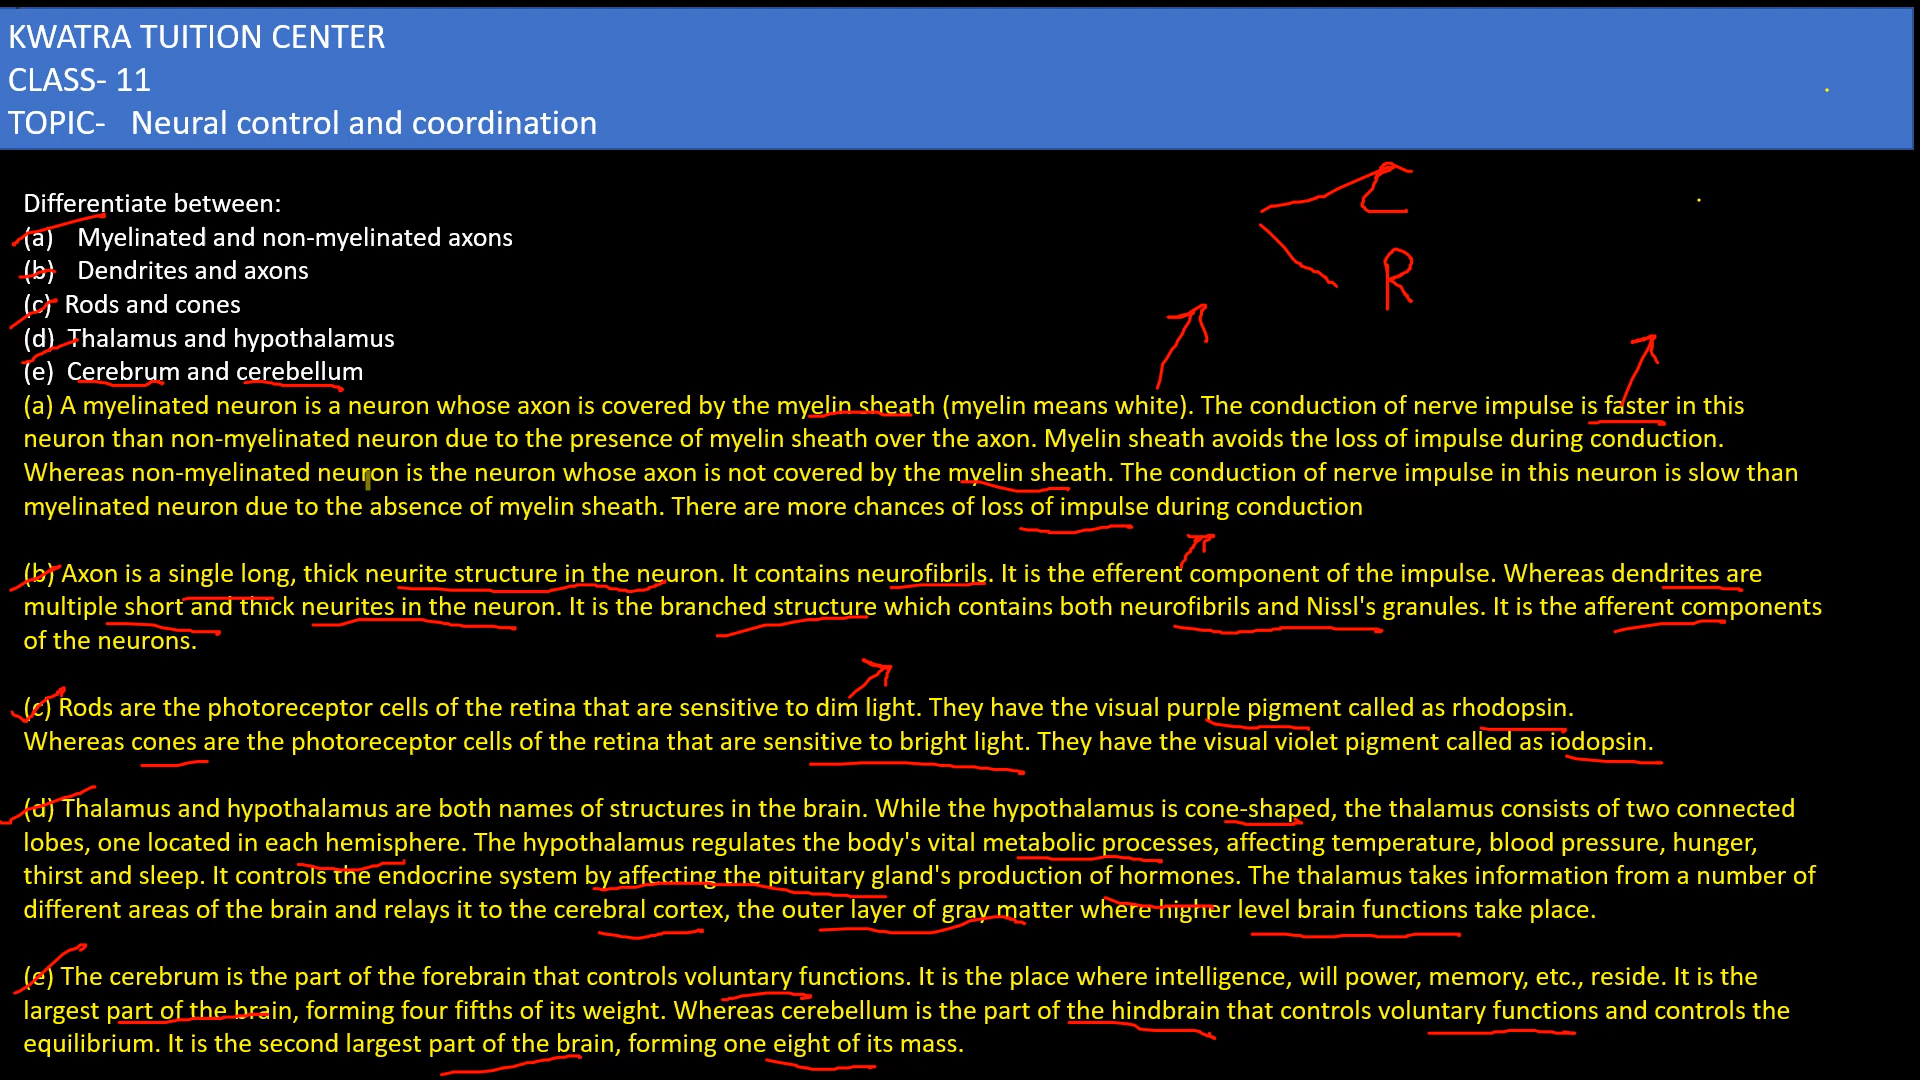 KWATRA TUITION CENTER
CLASS- 11
TOPIC- Neural control and coordination
C
Differentiate between:
(a) Myelinated and non-myelinated axons
(b) Dendrites and axons
R
(c) Rods and cones
(d) Thalamus and hypothalamus
(e) Cerebrum and cerebellum
(a) A myelinated neuron is a neuron whose axon is covered by the myelin sheath (myelin means white). The conduction of nerve impulse is faster in this
neuron than non-myelinated neuron due to the presence of myelin sheath over the axon. Myelin sheath avoids the loss of impulse during conduction.
Whereas non-myelinated neuron is the neuron whose axon is not covered by the myelin sheath. The conduction of nerve impulse in this neuron is slow than
myelinated neuron due to the absence of myelin sheath. There are more chances of loss of impulse during conduction
(b) Axon is a single long, thick neurite structure in the neuron. It contains neurofibrils. It is the efferent component of the impulse. Whereas dendrites are
multiple short and thick neurites in the neuron. It is the branched structure which contains both neurofibrils and Nissl's granules. It is the afferent components
of the neurons.
(c) Rods are the photoreceptor cells of the retina that are sensitive to dim light. They have the visual purple pigment called as rhodopsin.
Whereas cones are the photoreceptor cells of the retina that are sensitive to bright light. They have the visual violet pigment called as iodopsin.
(d) Thalamus and hypothalamus are both names of structures in the brain. While the hypothalamus is cone-shaped, the thalamus consists of two connected
lobes, one located in each hemisphere. The hypothalamus regulates the body's vital metabolic processes, affecting temperature, blood pressure, hunger,
thirst and sleep. It controls the endocrine system by affecting the pituitary gland's production of hormones. The thalamus takes information from a number of
different areas of the brain and relays it to the cerebral cortex, the outer layer of gray matter where higher level brain functions take place.
(e) The cerebrum is the part of the forebrain that controls voluntary functions. It is the place where intelligence, will power, memory, etc., reside. It is the
largest part of the brain, forming four fifths of its weight. Whereas cerebellum is the part of the hindbrain that controls voluntary functions and controls the
equilibrium. It is the second largest part of the brain, forming one eight of its mass.